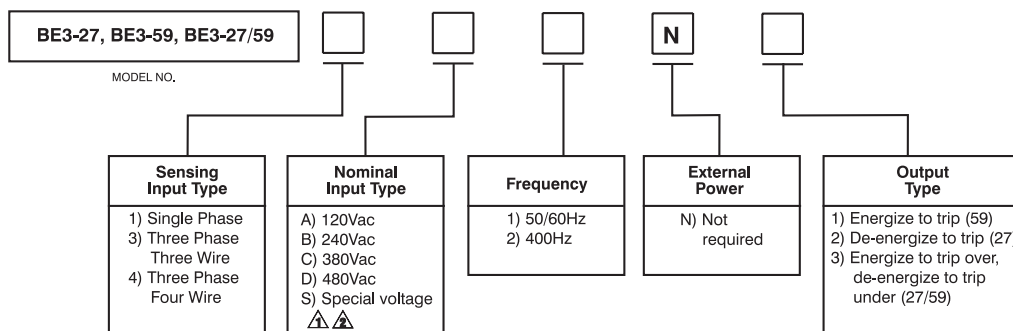 BE3-27, BE3-59, BE3-27/59
N
MODEL NO.
Sensing
Input Type
1) Single Phase
3) Three Phase
Three Wire
4) Three Phase
Four Wire
Nominal
Input Type
A) 120Vac
B) 240Vac
C) 380Vac
D) 480Vac
S) Special voltage
1 2
Frequency
1) 50/60Hz
2) 400Hz
External
Power
N) Not
required
Output
Type
1) Energize to trip (59)
2) De-energize to trip (27)
3) Energize to trip over,
de-energize to trip
under (27/59)